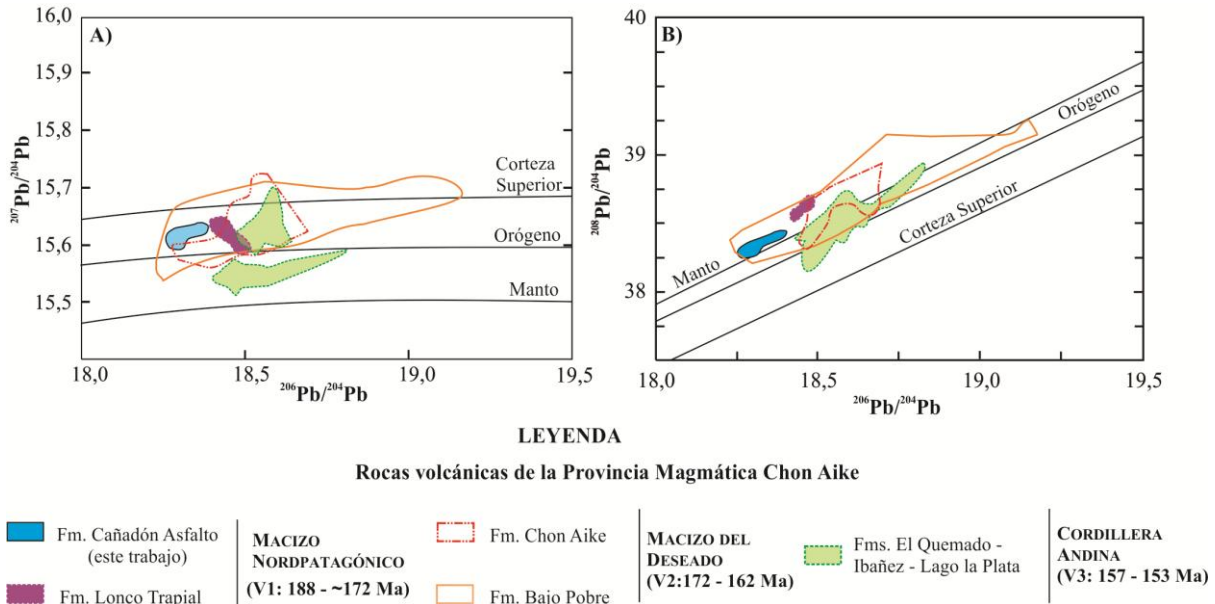 A)
16,0
15,9
15,8
15,7
15,6
15,5
²⁰⁷Pb/²⁰⁴Pb
Corteza
Superior
Orógeno
Manto
18,0
18,5
19,0
19,5
²⁰⁶Pb/²⁰⁴Pb
B)
40
39
38
²⁰⁸Pb/²⁰⁴Pb
Orógeno
Corteza Superior
Manto
18,0
18,5
19,0
19,5
²⁰⁶Pb/²⁰⁴Pb
LEYENDA
Rocas volcánicas de la Provincia Magmática Chon Aike
Fm. Cañadón Asfalto
(este trabajo)
Fm. Lonco Trapial
MACIZO
NORDPATAGÓNICO
(V1: 188 - ~172 Ma)
Fm. Chon Aike
Fm. Bajo Pobre
MACIZO DEL
DESEADO
(V2:172 - 162 Ma)
Fms. El Quemado -
Ibañez - Lago la Plata
CORDILLERA
ANDINA
(V3: 157 - 153 Ma)